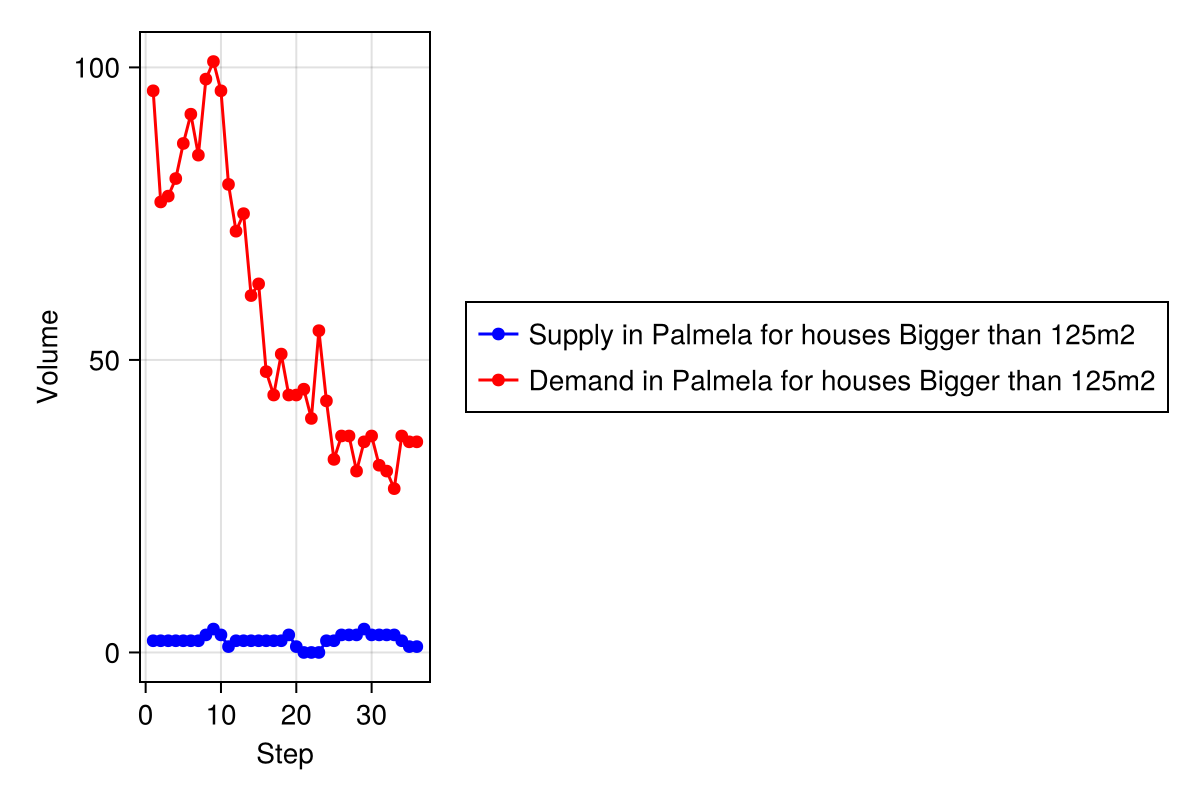 100
50
0
Volume
0 10 20 30
Step
Supply in Palmela for houses Bigger than 125m2
Demand in Palmela for houses Bigger than 125m2